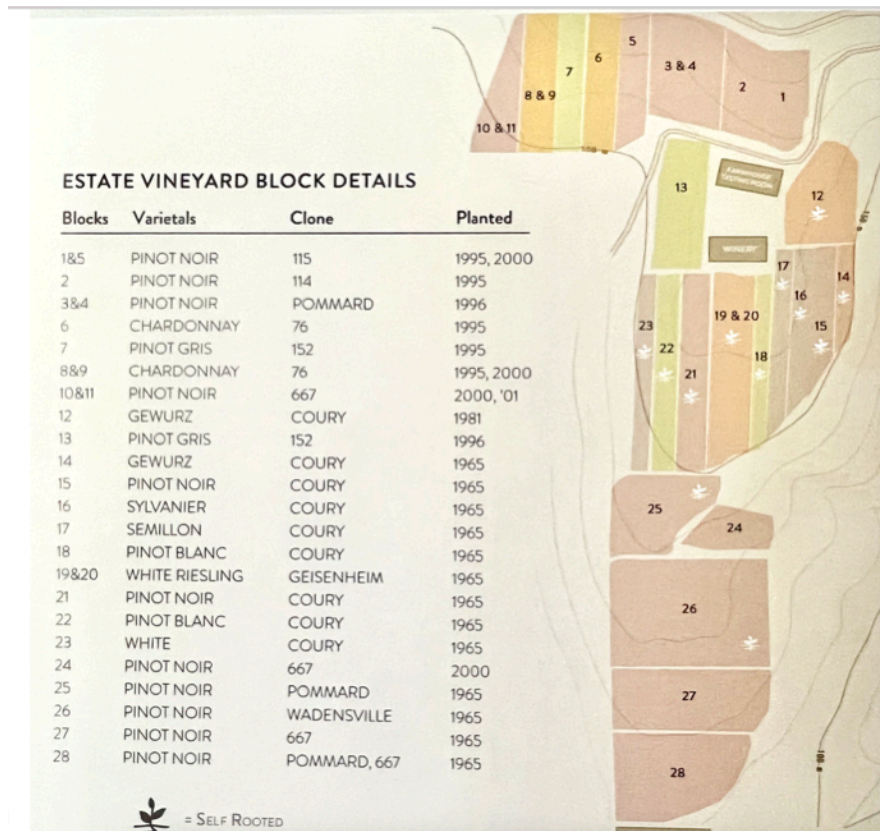 ESTATE VINEYARD BLOCK DETAILS
Blocks Varietals Clone Planted
1&5 PINOT NOIR 115 1995, 2000
2 PINOT NOIR 114 1995
3&4 PINOT NOIR POMMARD 1996
6 CHARDONNAY 76 1995
7 PINOT GRIS 152 1995
8&9 CHARDONNAY 76 1995, 2000
10&11 PINOT NOIR 667 2000, '01
12 GEWURZ COURY 1981
13 PINOT GRIS 152 1996
14 GEWURZ COURY 1965
15 PINOT NOIR COURY 1965
16 SYLVANIER COURY 1965
17 SEMILLON COURY 1965
18 PINOT BLANC COURY 1965
19&20 WHITE RIESLING GEISENHEIM 1965
21 PINOT NOIR COURY 1965
22 PINOT BLANC COURY 1965
23 WHITE COURY 1965
24 PINOT NOIR 667 2000
25 PINOT NOIR POMMARD 1965
26 PINOT NOIR WADENSVILLE 1965
27 PINOT NOIR 667 1965
28 PINOT NOIR POMMARD, 667 1965
= SELF ROOTED
10 & 11
8 & 9
7
6
5
3 & 4
2
1
13
TASTING ROOM
12
WINERY
23
22
21
19 & 20
18
17
16
15
14
25
24
26
27
28